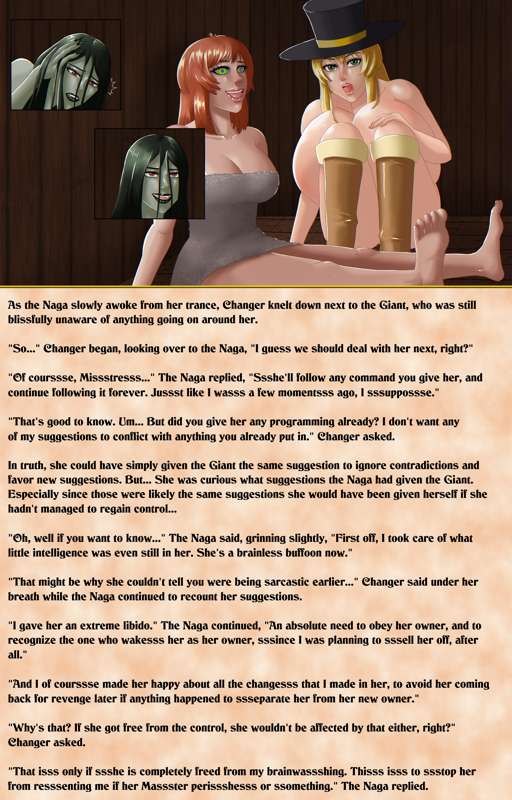 As the Naga slowly awoke from her trance, Changer knelt down next to the Giant, who was still
blissfully unaware of anything going on around her.
"So..." Changer began, looking over to the Naga, "I guess we should deal with her next, right?"
"Of courssse, Missstresss..." The Naga replied, "Ssshe'll follow any command you give her, and
continue following it forever. Jussst like I wasss a few momentsss ago, I sssupposssse."
"That's good to know. Um... But did you give her any programming already? I don't want any
of my suggestions to conflict with anything you already put in." Changer asked.
In truth, she could have simply given the Giant the same suggestion to ignore contradictions and
favor new suggestions. But... She was curious what suggestions the Naga had given the Giant.
Especially since those were likely the same suggestions she would have been given herself if she
hadn't managed to regain control...
"Oh, well if you want to know..." The Naga said, grinning slightly, "First off, I took care of what
little intelligence was even still in her. She's a brainless buffoon now."
"That might be why she couldn't tell you were being sarcastic earlier..." Changer said under her
breath while the Naga continued to recount her suggestions.
"I gave her an extreme libido." The Naga continued, "An absolute need to obey her owner, and to
recognize the one who wakesss her as her owner, sssince I was planning to sssell her off, after
all."
"And I of courssse made her happy about all the changesss that I made in her, to avoid her coming
back for revenge later if anything happened to ssseparate her from her new owner."
"Why's that? If she got free from the control, she wouldn't be affected by that either, right?"
Changer asked.
"That isss only if ssshe is completely freed from my brainwassshing. Thisss isss to ssstop her
from resssenting me if her Massster perissshesss or ssomething." The Naga replied.